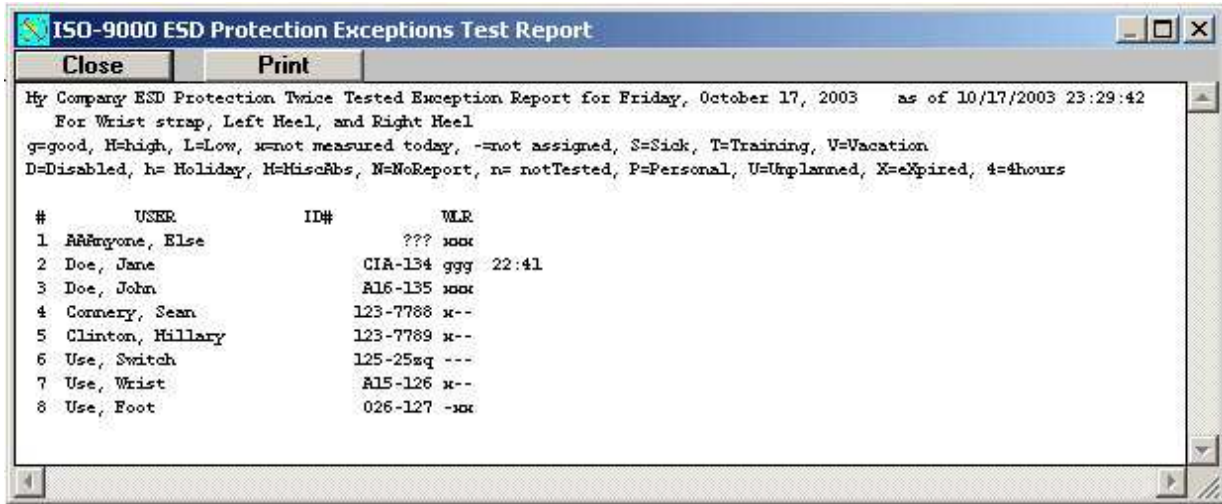 ISO-9000 ESD Protection Exceptions Test Report
Close Print
My Company ESD Protection Twice Tested Exception Report for Friday, October 17, 2003 as of 10/17/2003 23:29:42
For Wrist strap, Left Heel, and Right Heel
g=good, H=high, L=Low, x=not measured today, -=not assigned, S=Sick, T=Training, V=Vacation
D=Disabled, h= Holiday, M=MiscAbs, N=NoReport, n= notTested, P=Personal, U=Unplanned, X=eXpired, 4=4hours
# USER ID# WLR
1 AAAnyone, Else ??? xxx
2 Doe, Jane CIA-134 ggg 22:41
3 Doe, John A16-135 xxx
4 Connery, Sean 123-7788 x--
5 Clinton, Hillary 123-7789 x--
6 Use, Switch 125-25sq ---
7 Use, Wrist A15-126 x--
8 Use, Foot 026-127 -xx